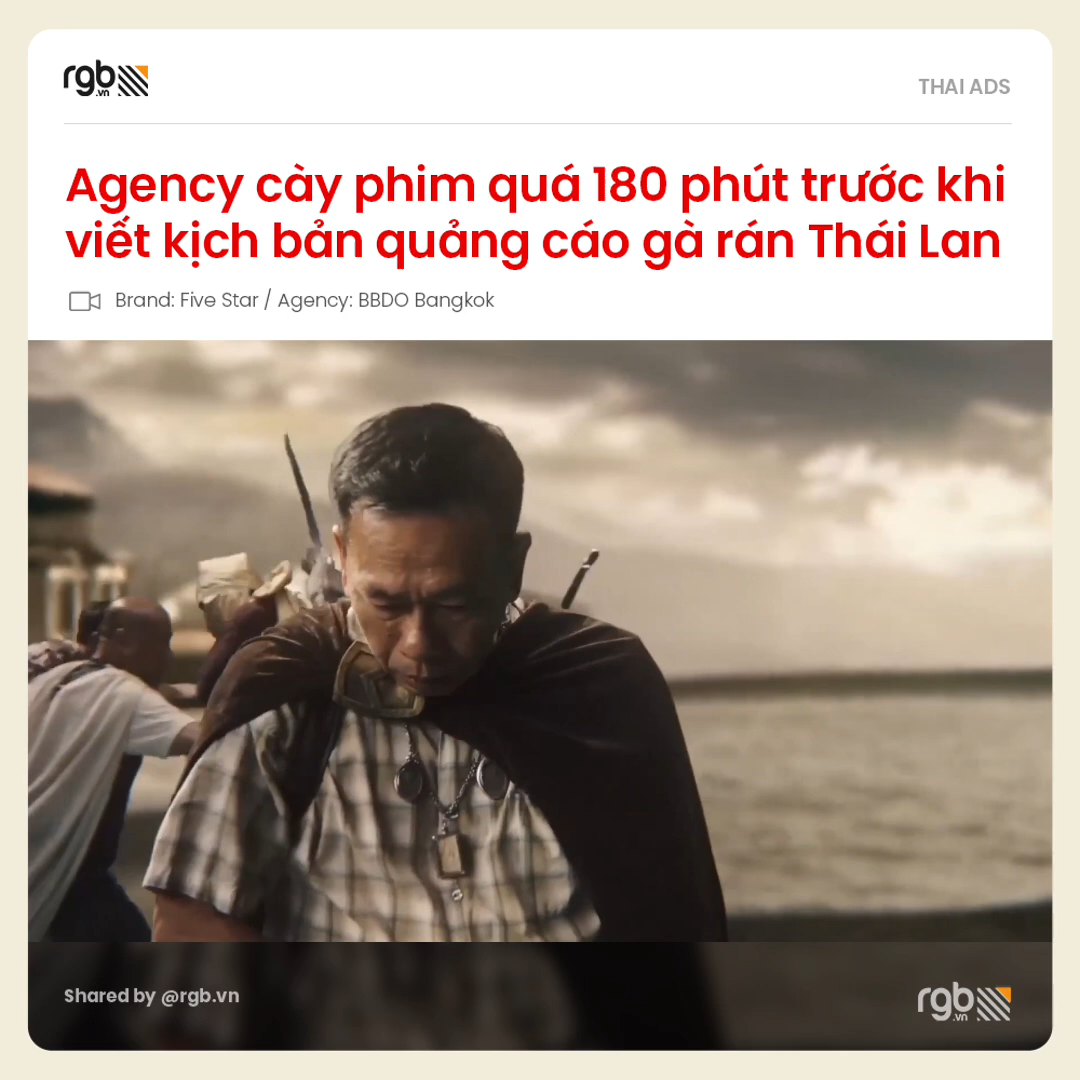 rgb
.vn
THAI ADS
Agency cày phim quá 180 phút trước khi
viết kịch bản quảng cáo gà rán Thái Lan
Brand: Five Star / Agency: BBDO Bangkok
Shared by @rgb.vn
rgb
.vn